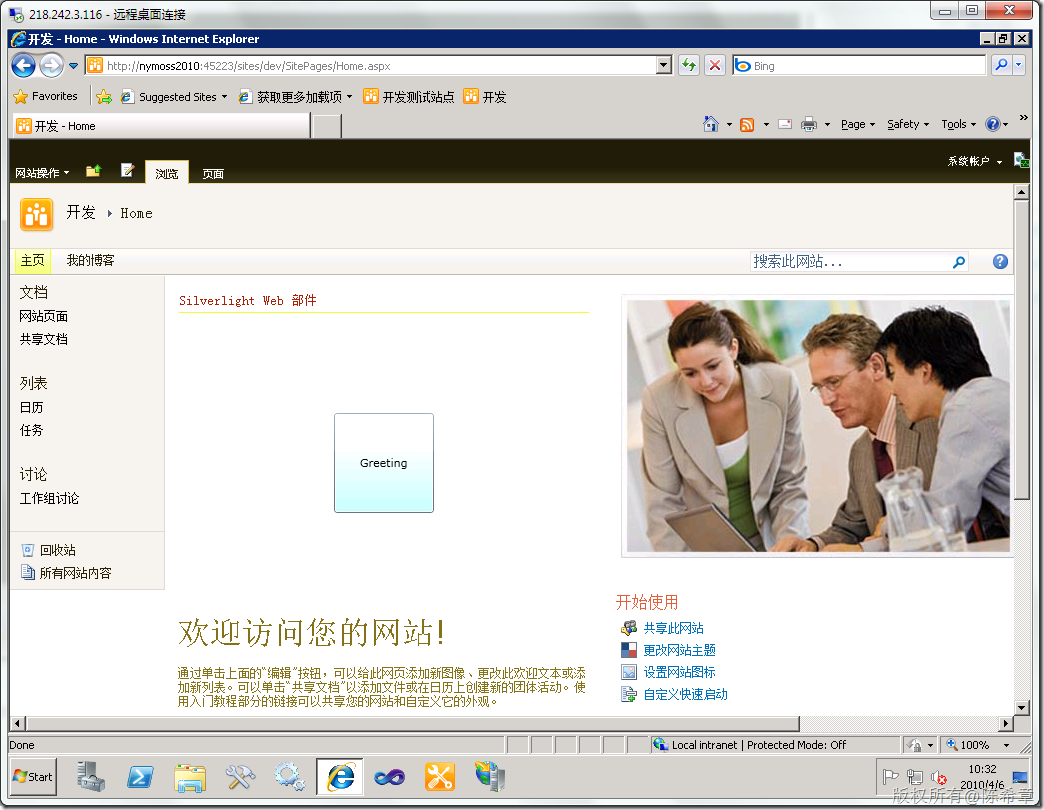 218.242.3.116 - 远程桌面连接
开发 - Home - Windows Internet Explorer
http://nymoss2010:45223/sites/dev/SitePages/Home.aspx
Bing
Favorites
Suggested Sites
获取更多加载项
开发测试站点
开发
开发 - Home
Page
Safety
Tools
系统帐户
网站操作
浏览
页面
开发
Home
主页
我的博客
搜索此网站...
文档
网站页面
共享文档
列表
日历
任务
讨论
工作组讨论
回收站
所有网站内容
Silverlight Web 部件
Greeting
欢迎访问您的网站!
通过单击上面的“编辑”按钮，可以给此网页添加新图像、更改此欢迎文本或添
加新列表。可以单击“共享文档”以添加文件或在日历上创建新的团体活动。使
用入门教程部分的链接可以共享您的网站和自定义它的外观。
开始使用
共享此网站
更改网站主题
设置网站图标
自定义快速启动
Done
Local intranet | Protected Mode: Off
100%
Start
10:32
2010/4/6
版权所有@陈希章